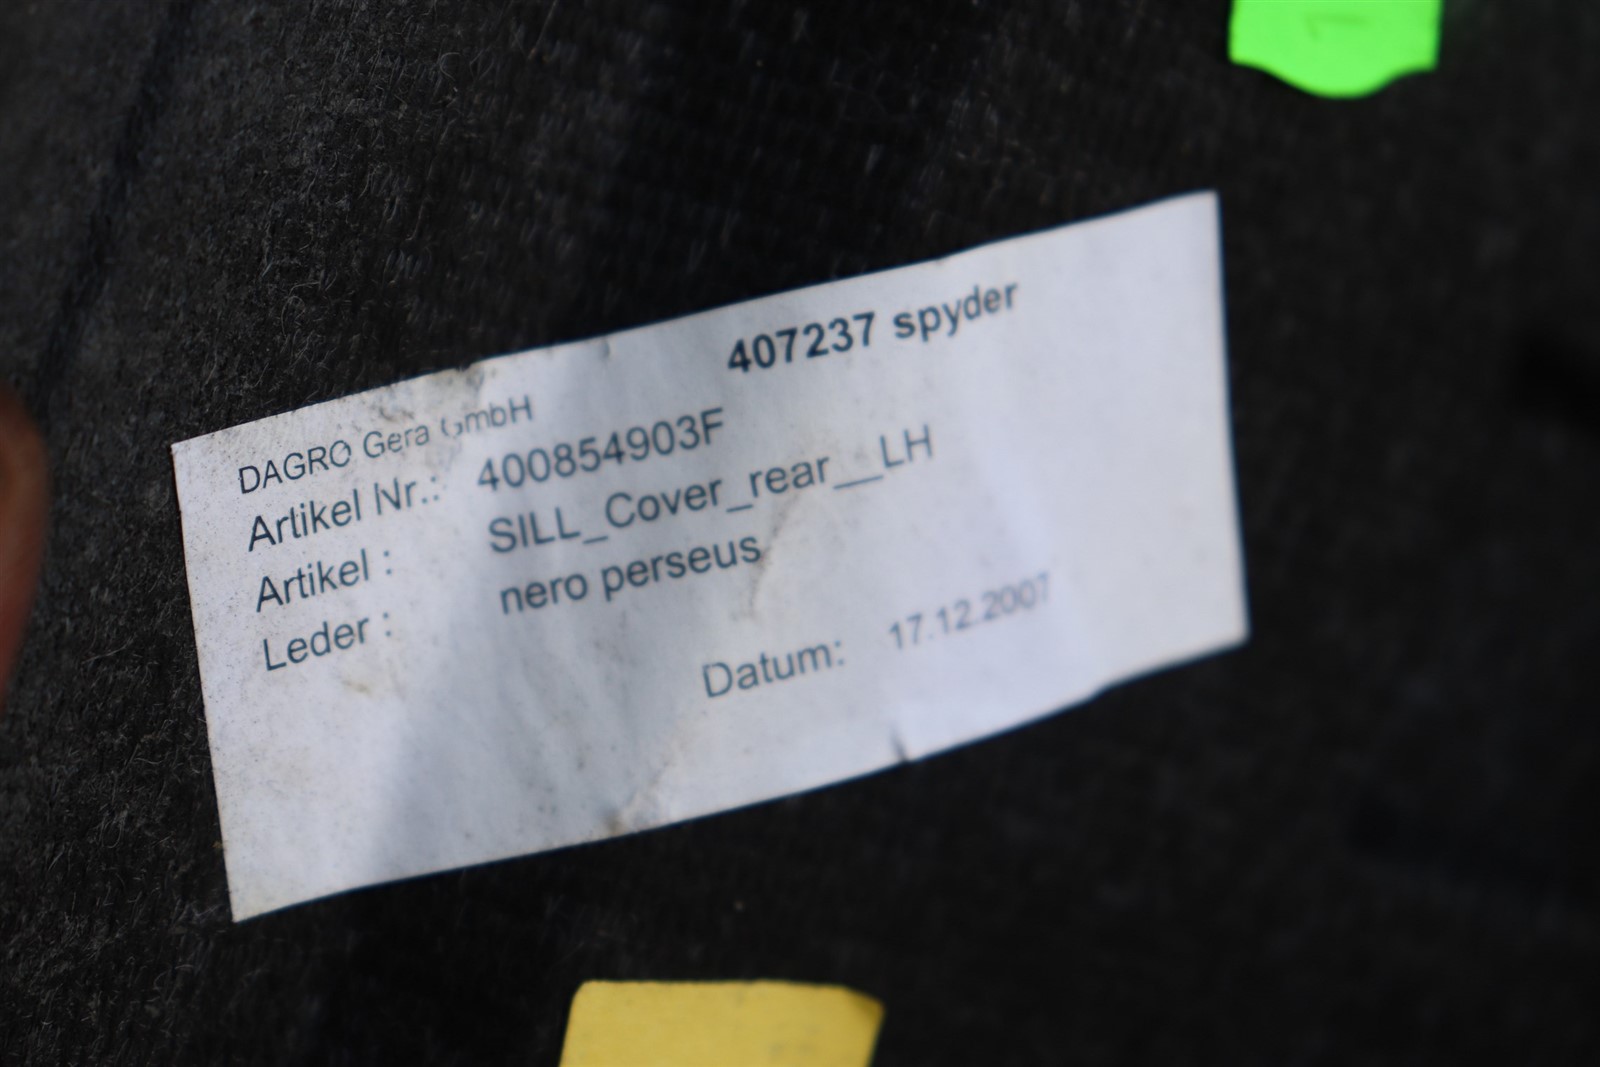 407237 spyder
DAGRO Gera GmbH
Artikel Nr.: 400854903F
Artikel : SILL_Cover_rear__LH
Leder : nero perseus
Datum: 17.12.2007